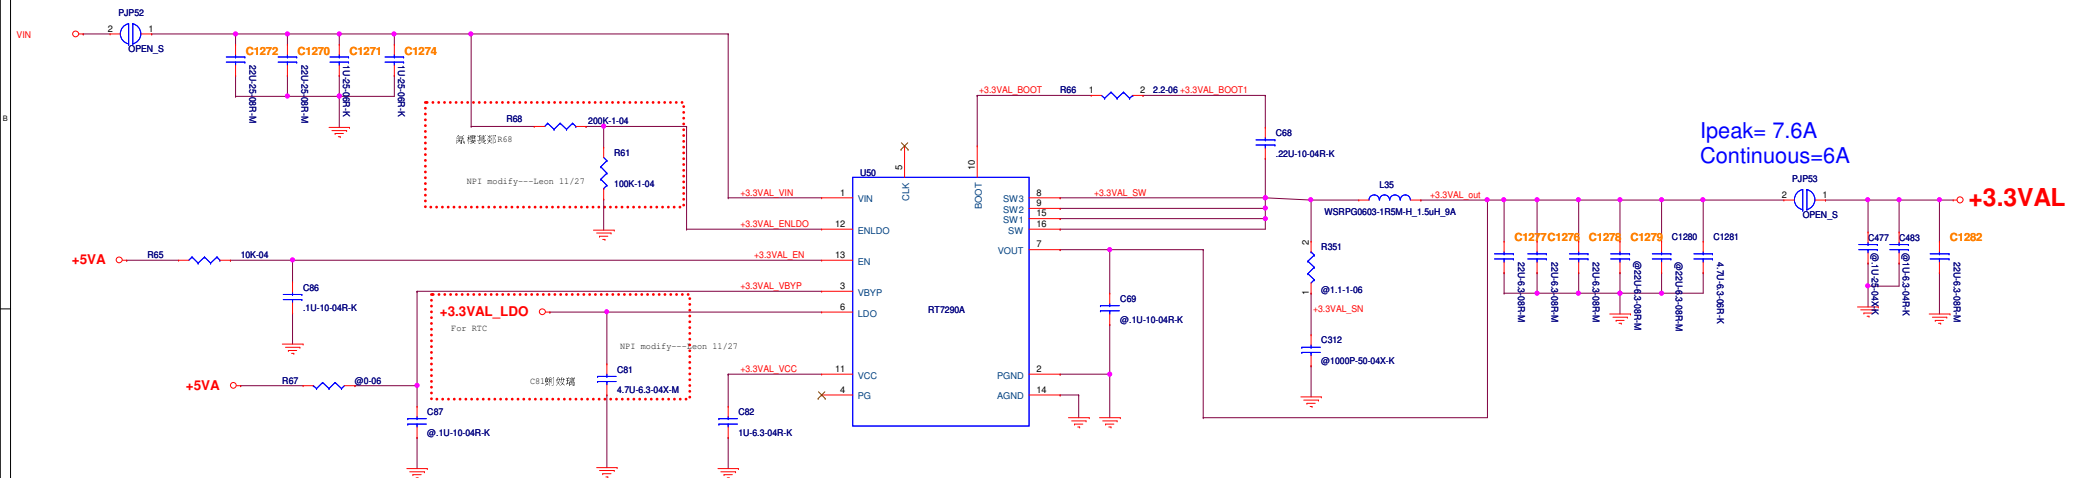 PJP52
VIN
2
1
OPEN_S
C1272
C1270
C1271
C1274
22U-25-08R-M
22U-25-08R-M
1U-25-06R-K
1U-25-06R-K
B
R68
200K-1-04
R68
R61
100K-1-04
NPI modify---Leon 11/27
+3.3VAL_BOOT
R66
1
2
2.2-06
+3.3VAL_BOOT1
C68
.22U-10-04R-K
U50
5
CLK
10
BOOT
+3.3VAL_VIN
1
VIN
+3.3VAL_ENLDO
12
ENLDO
+3.3VAL_EN
13
EN
+3.3VAL_VBYP
3
VBYP
6
LDO
+3.3VAL_VCC
11
VCC
4
PG
RT7290A
SW3
8
SW2
9
SW1
15
SW
16
VOUT
7
PGND
2
AGND
14
+3.3VAL_SW
+5VA
R65
10K-04
C86
.1U-10-04R-K
+3.3VAL_LDO
For RTC
NPI modify---Leon 11/27
C81
C81
4.7U-6.3-04X-M
+5VA
R67
@0-06
C87
@.1U-10-04R-K
C82
1U-6.3-04R-K
C69
@.1U-10-04R-K
L35
WSRPG0603-1R5M-H_1.5uH_9A
+3.3VAL_out
2
R351
@1.1-1-06
1
+3.3VAL_SN
C312
@1000P-50-04X-K
Ipeak= 7.6A
Continuous=6A
C1277
C1276
C1278
C1279
C1280
C1281
22U-6.3-08R-M
22U-6.3-08R-M
22U-6.3-08R-M
@22U-6.3-08R-M
@22U-6.3-08R-M
4.7U-6.3-06R-K
PJP53
2
1
OPEN_S
+3.3VAL
C477
C483
C1282
@.1U-25-04X-K
@1U-6.3-04R-K
22U-6.3-08R-M